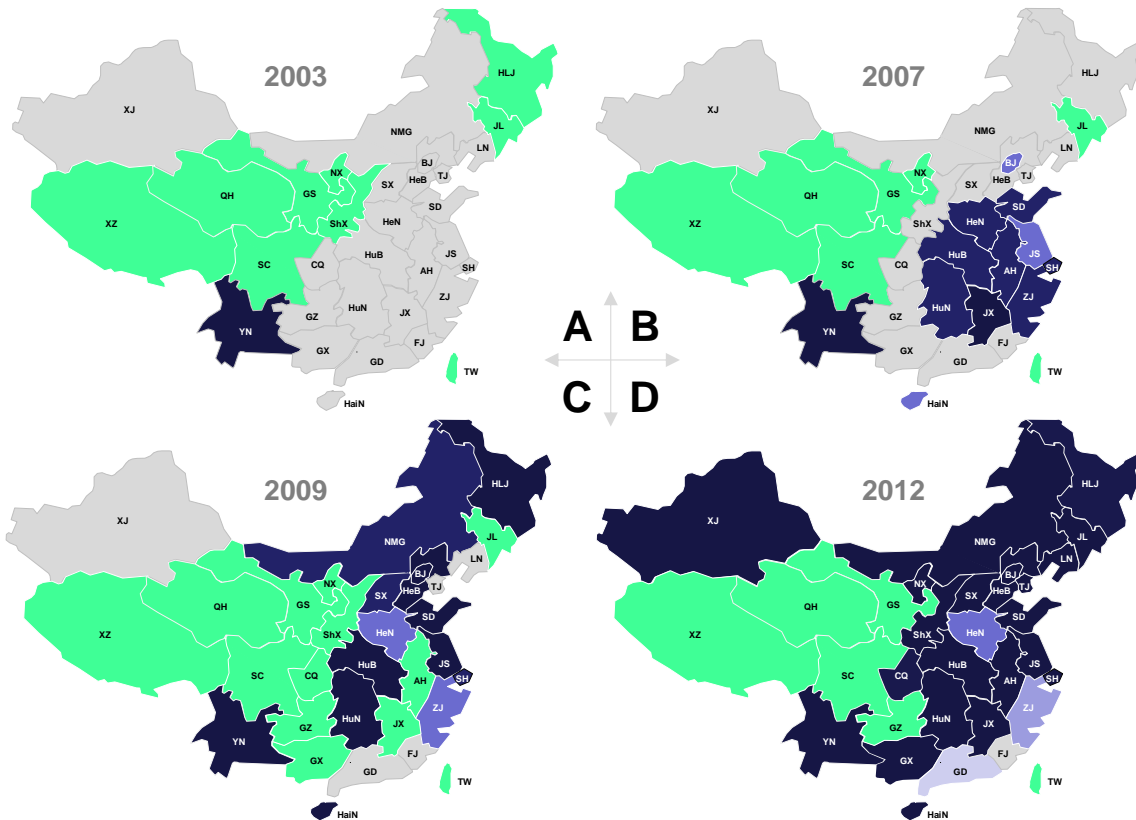 2003
HLJ
JL
LN
XJ
NMG
BJ
TJ
HeB
NX
SX
GS
QH
SD
XZ
ShX
HeN
SC
CQ
HuB
JS
SH
AH
ZJ
YN
GZ
HuN
JX
FJ
GX
GD
TW
HaiN
2007
HLJ
JL
LN
XJ
NMG
BJ
TJ
HeB
NX
SX
GS
QH
SD
XZ
ShX
HeN
SC
CQ
HuB
JS
SH
AH
ZJ
YN
GZ
HuN
JX
FJ
GX
GD
TW
HaiN
A B
C D
2009
HLJ
JL
LN
XJ
NMG
BJ
TJ
HeB
NX
SX
GS
QH
SD
XZ
ShX
HeN
SC
CQ
HuB
JS
SH
AH
ZJ
YN
GZ
HuN
JX
FJ
GX
GD
TW
HaiN
2012
HLJ
JL
LN
XJ
NMG
BJ
TJ
HeB
NX
SX
GS
QH
SD
XZ
ShX
HeN
SC
CQ
HuB
JS
SH
AH
ZJ
YN
GZ
HuN
JX
FJ
GX
GD
TW
HaiN